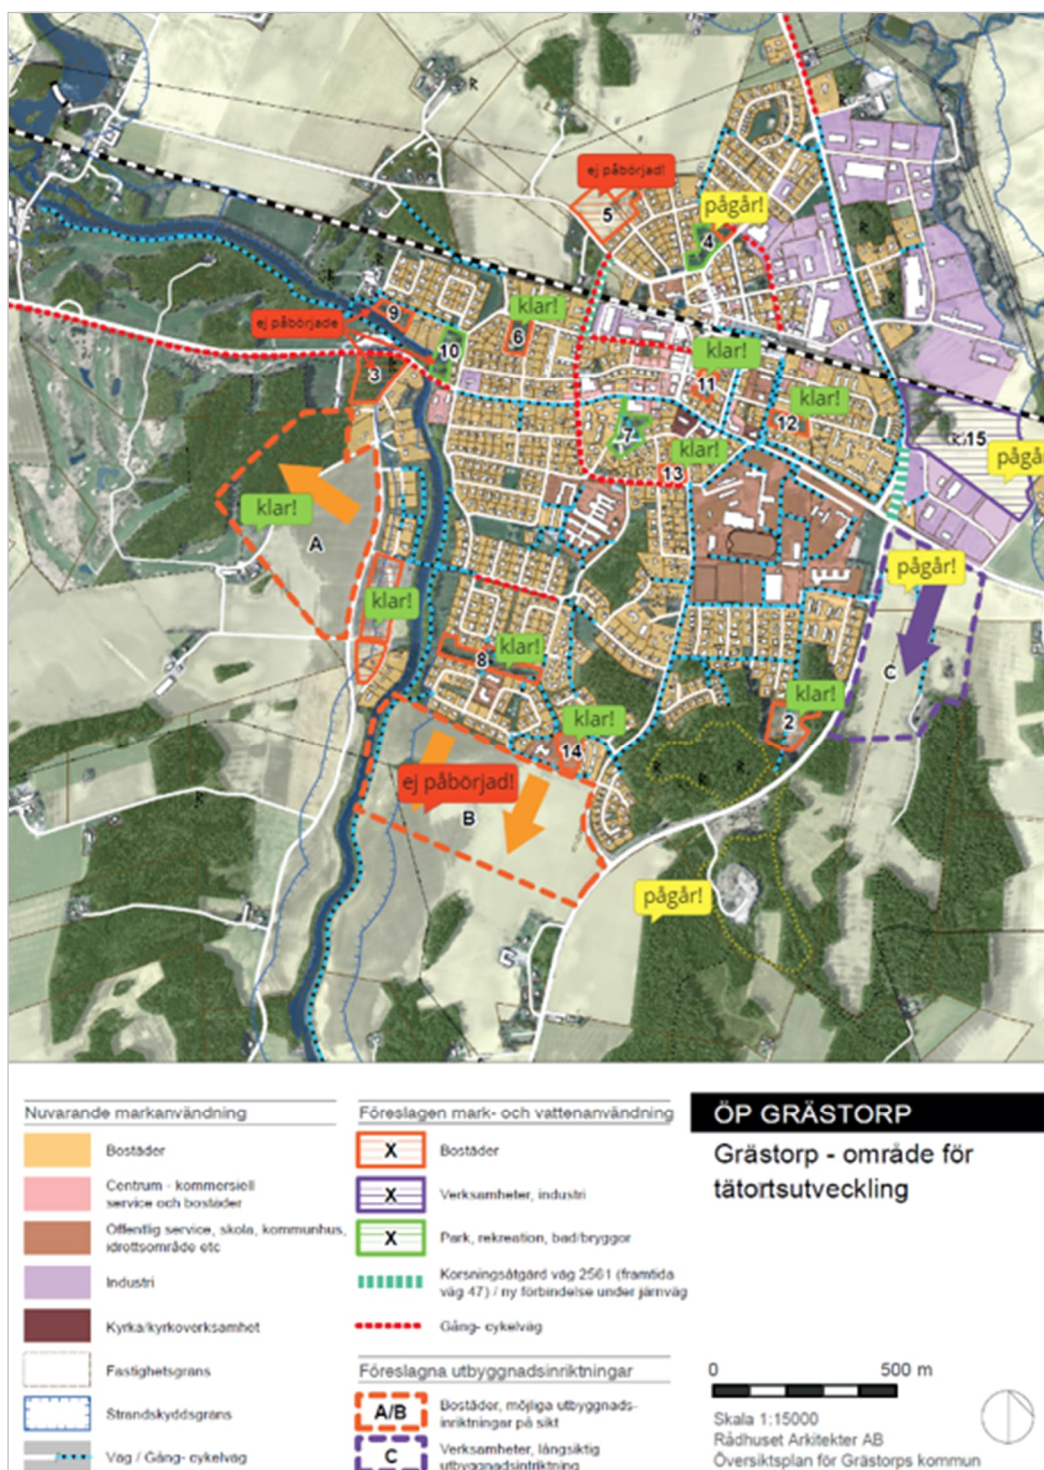 ej påbörjad!
5
pågår!
4
klar!
9
ej påbörjade
6
10
3
klar!
11
klar!
12
7
klar!
13
15
pågår
klar!
A
pågår!
klar!
C
klar!
8
klar!
2
klar!
14
ej påbörjad!
B
pågår!
Nuvarande markanvändning
Bostäder
Centrum - kommersiell
service och bostäder
Offentlig service, skola, kommunhus,
idrottsområde etc
Industri
Kyrka/kyrkoverksamhet
Fastighetsgräns
Strandskyddsgräns
Väg / Gång- cykelväg
Föreslagen mark- och vattenanvändning
X
Bostäder
X
Verksamheter, industri
X
Park, rekreation, bad/bryggor
Korsningsåtgärd väg 2561 (framtida
väg 47) / ny förbindelse under järnväg
Gång- cykelväg
Föreslagna utbyggnadsinriktningar
A/B
Bostäder, möjliga utbyggnads-
inriktningar på sikt
C
Verksamheter, långsiktig
utbyggnadsinriktning
ÖP GRÄSTORP
Grästorp - område för
tätortsutveckling
0 500 m
Skala 1:15000
Rådhuset Arkitekter AB
Översiktsplan för Grästorps kommun